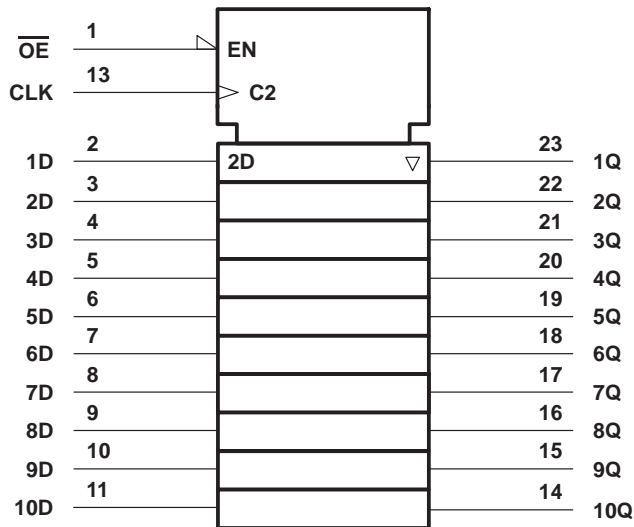 1
OE EN
13
CLK C2
2 23
1D 2D 1Q
3 22
2D 2Q
4 21
3D 3Q
5 20
4D 4Q
6 19
5D 5Q
7 18
6D 6Q
8 17
7D 7Q
9 16
8D 8Q
10 15
9D 9Q
11 14
10D 10Q